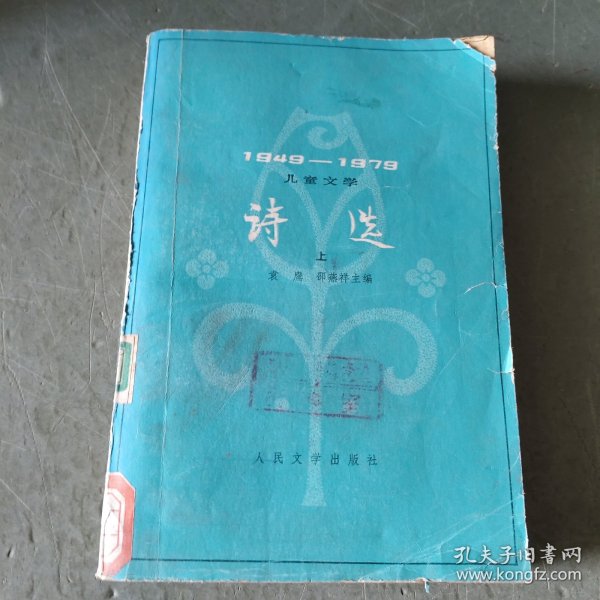 1949—1979
儿童文学
诗选
上
袁鹰 邵燕祥主编
人民文学出版社
孔夫子旧书网
www.kongfz.com